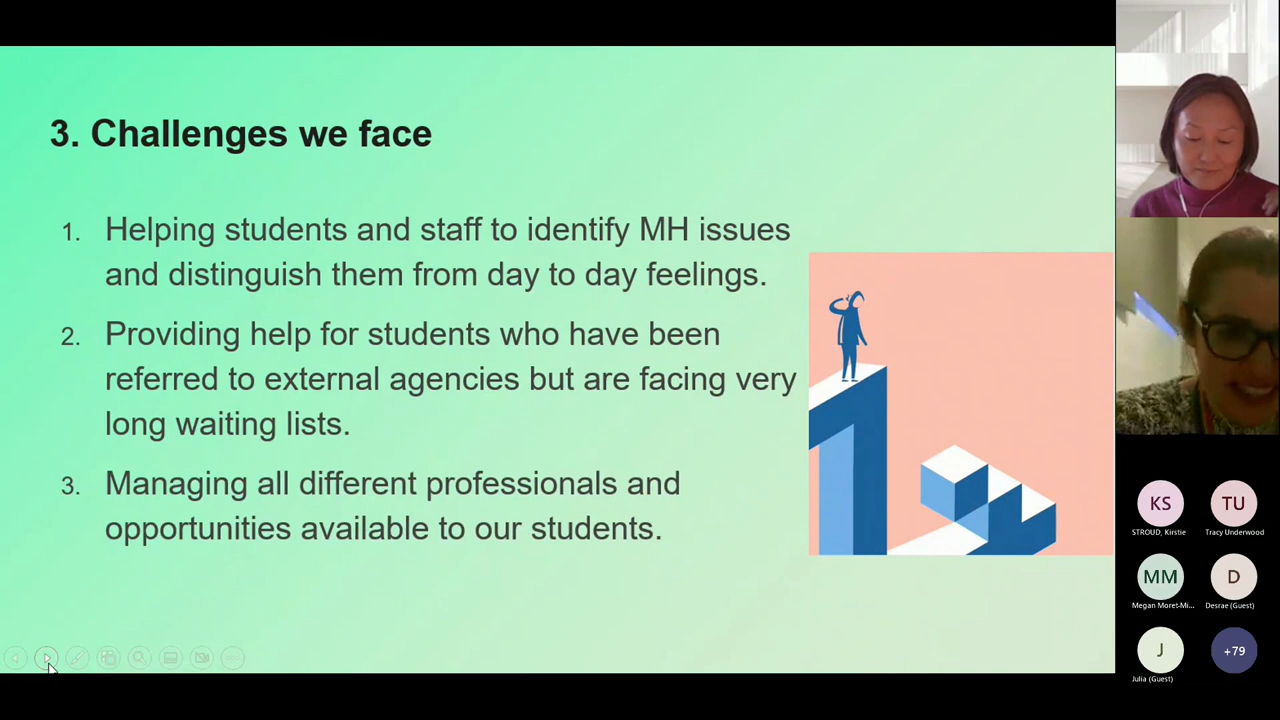 3. Challenges we face
1. Helping students and staff to identify MH issues
and distinguish them from day to day feelings.
2. Providing help for students who have been
referred to external agencies but are facing very
long waiting lists.
3. Managing all different professionals and
opportunities available to our students.
KS
TU
STROUD, Kirstie
Tracy Underwood
MM
D
Megan Moret-Mi...
Desrae (Guest)
J
+79
Julia (Guest)